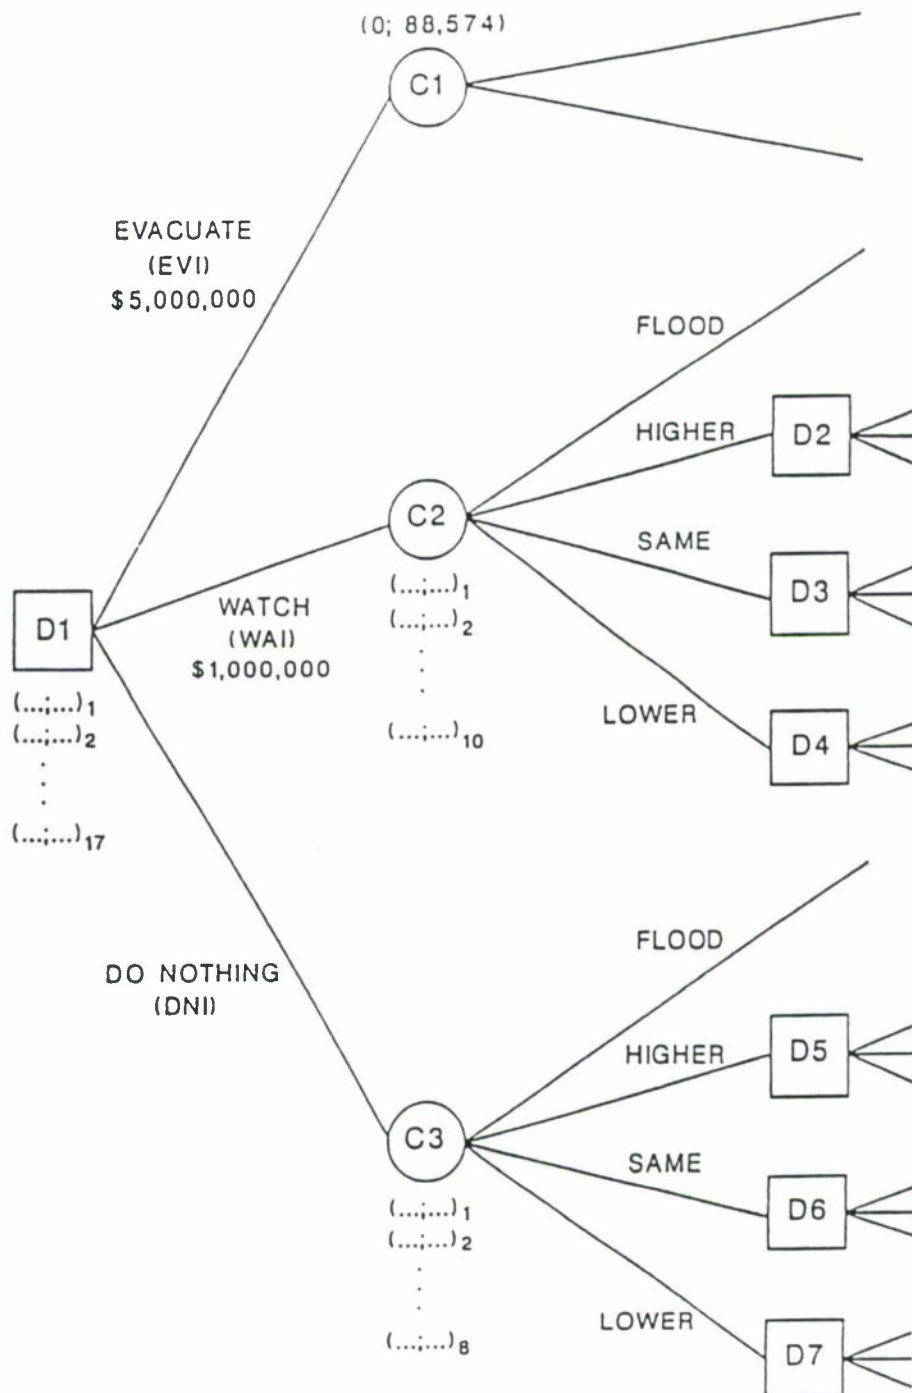 (0; 88,574)
C1
EVACUATE
(EVI)
$5,000,000
FLOOD
HIGHER
D2
C2
SAME
D3
(...;...)1
(...;...)2
.
.
.
(...;...)10
WATCH
(WAI)
$1,000,000
D1
(...;...)1
(...;...)2
.
.
.
(...;...)17
LOWER
D4
FLOOD
DO NOTHING
(DNI)
HIGHER
D5
C3
SAME
D6
(...;...)1
(...;...)2
.
.
.
(...;...)8
LOWER
D7